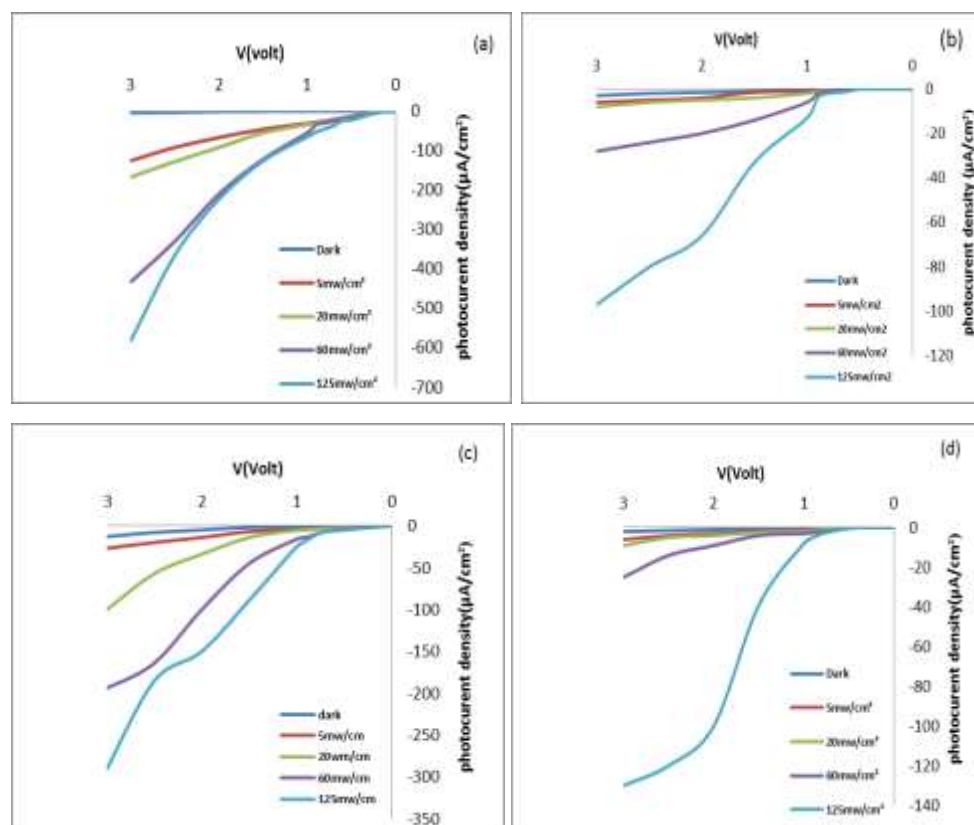 (a)
V(volt)
3 2 1 0
0
-100
-200
-300
-400
-500
-600
-700
photocurent density(µA/cm²)
Dark
5mw/cm²
20mw/cm²
60mw/cm²
125mw/cm²
(b)
V(Volt)
3 2 1 0
0
-20
-40
-60
-80
-100
-120
photocurent density (µA/cm²)
Dark
5mw/cm2
20mw/cm2
60mw/cm2
125mw/cm2
(c)
V(Volt)
3 2 1 0
0
-50
-100
-150
-200
-250
-300
-350
photocurent density(µA/cm²)
dark
5mw/cm
20wm/cm
60mw/cm
125mw/cm
(d)
V(Volt)
3 2 1 0
0
-20
-40
-60
-80
-100
-120
-140
photocurent density(µA/cm²)
Dark
5mw/cm²
20mw/cm²
60mw/cm²
125mw/cm²